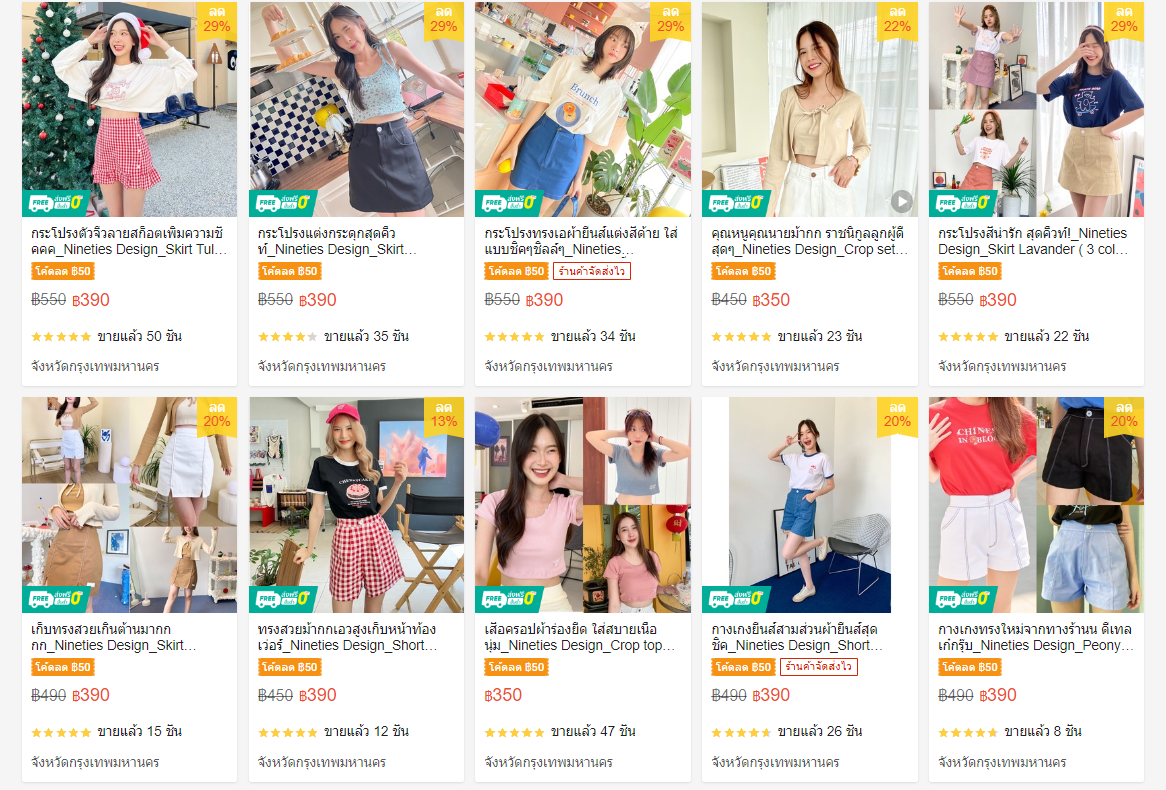 ลด
29%
FREE ส่งฟรี
ลด
29%
FREE ส่งฟรี
Brunch
ลด
29%
FREE ส่งฟรี
ลด
22%
FREE ส่งฟรี
ลด
29%
FREE ส่งฟรี
กระโปรงตัวจิ๋วลายสก็อตเพิ่มความชิ
คคค_Nineties Design_Skirt Tul...
โค้ดลด ฿50
฿550 ฿390
ขายแล้ว 50 ชิ้น
จังหวัดกรุงเทพมหานคร
กระโปรงแต่งกระดุกสุดคิ้ว
ท์_Nineties Design_Skirt...
โค้ดลด ฿50
฿550 ฿390
ขายแล้ว 35 ชิ้น
จังหวัดกรุงเทพมหานคร
กระโปรงทรงเอผ้ายีนส์แต่งสีด้าย ใส่
แบบชิคๆชิลล์ๆ_Nineties
โค้ดลด ฿50 ร้านค้าจัดส่งไว
฿550 ฿390
ขายแล้ว 34 ชิ้น
จังหวัดกรุงเทพมหานคร
คุณหนูคุณนายม้ากก ราชนิกูลลูกผู้ดี
สุดๆ_Nineties Design_Crop set...
โค้ดลด ฿50
฿450 ฿350
ขายแล้ว 23 ชิ้น
จังหวัดกรุงเทพมหานคร
กระโปรงสีน่ารัก สุดคิ้วท์!_Nineties
Design_Skirt Lavander ( 3 col...
โค้ดลด ฿50
฿550 ฿390
ขายแล้ว 22 ชิ้น
จังหวัดกรุงเทพมหานคร
ลด
20%
FREE ส่งฟรี
ลด
13%
FREE ส่งฟรี
FREE ส่งฟรี
ลด
20%
FREE ส่งฟรี
CHINESE
ลด
20%
FREE ส่งฟรี
เก็บทรงสวยเกินต้านมากก
กก_Nineties Design_Skirt...
โค้ดลด ฿50
฿490 ฿390
ขายแล้ว 15 ชิ้น
จังหวัดกรุงเทพมหานคร
ทรงสวยม้ากกเอวสูงเก็บหน้าท้อง
เว่อร์_Nineties Design_Short...
โค้ดลด ฿50
฿450 ฿390
ขายแล้ว 12 ชิ้น
จังหวัดกรุงเทพมหานคร
เสื้อครอปผ้าร่องยืด ใส่สบายเนื้อ
นุ่ม_Nineties Design_Crop top...
โค้ดลด ฿50
฿350
ขายแล้ว 47 ชิ้น
จังหวัดกรุงเทพมหานคร
กางเกงยีนส์สามส่วนผ้ายีนส์สุด
ชิค_Nineties Design_Short...
โค้ดลด ฿50 ร้านค้าจัดส่งไว
฿490 ฿390
ขายแล้ว 26 ชิ้น
จังหวัดกรุงเทพมหานคร
กางเกงทรงใหม่จากทางร้านน ดีเทล
เก๋กรุ๊บ_Nineties Design_Peony...
โค้ดลด ฿50
฿490 ฿390
ขายแล้ว 8 ชิ้น
จังหวัดกรุงเทพมหานคร